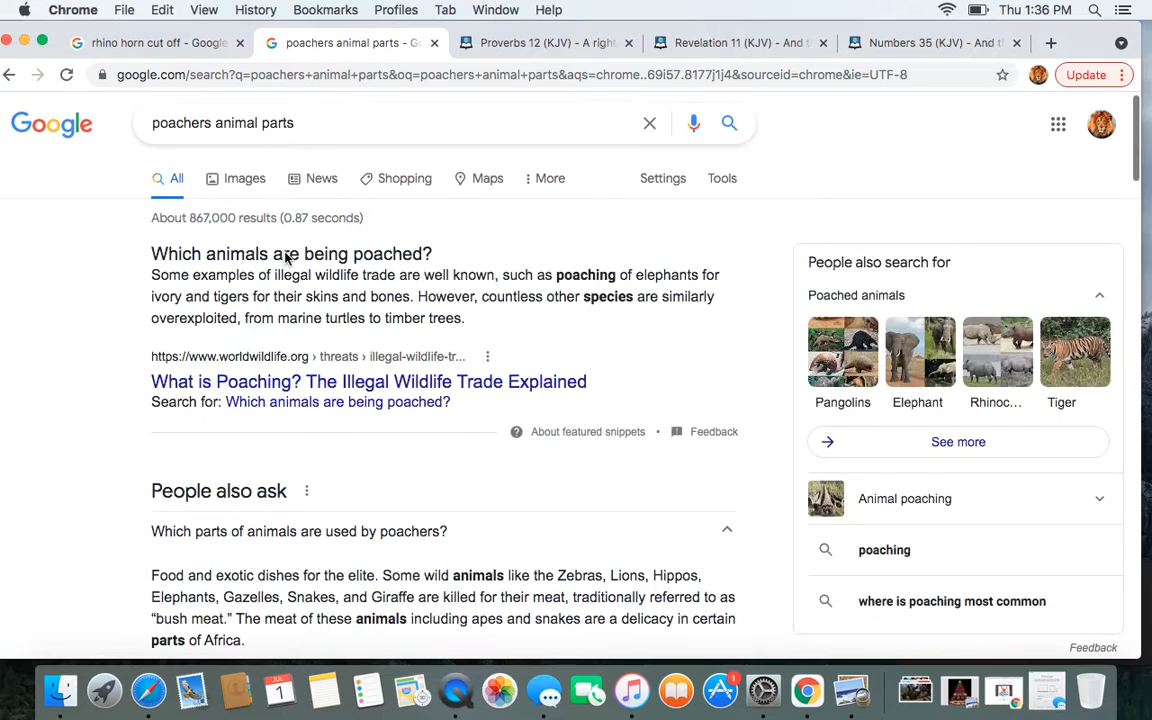 Chrome File Edit View History Bookmarks Profiles Tab Window Help Thu 1:36 PM
rhino horn cut off - Google
poachers animal parts - G
Proverbs 12 (KJV) - A right
Revelation 11 (KJV) - And th
Numbers 35 (KJV) - And th
google.com/search?q=poachers+animal+parts&oq=poachers+animal+parts&aqs=chrome..69i57.8177j1j4&sourceid=chrome&ie=UTF-8
Update
Google
poachers animal parts
All Images News Shopping Maps More Settings Tools
About 867,000 results (0.87 seconds)
Which animals are being poached?
Some examples of illegal wildlife trade are well known, such as poaching of elephants for
ivory and tigers for their skins and bones. However, countless other species are similarly
overexploited, from marine turtles to timber trees.
https://www.worldwildlife.org › threats › illegal-wildlife-tr...
What is Poaching? The Illegal Wildlife Trade Explained
Search for: Which animals are being poached?
About featured snippets • Feedback
People also ask
Which parts of animals are used by poachers?
Food and exotic dishes for the elite. Some wild animals like the Zebras, Lions, Hippos,
Elephants, Gazelles, Snakes, and Giraffe are killed for their meat, traditionally referred to as
“bush meat.” The meat of these animals including apes and snakes are a delicacy in certain
parts of Africa.
People also search for
Poached animals
Pangolins Elephant Rhinoc... Tiger
See more
Animal poaching
poaching
where is poaching most common
Feedback
JUL
1
1